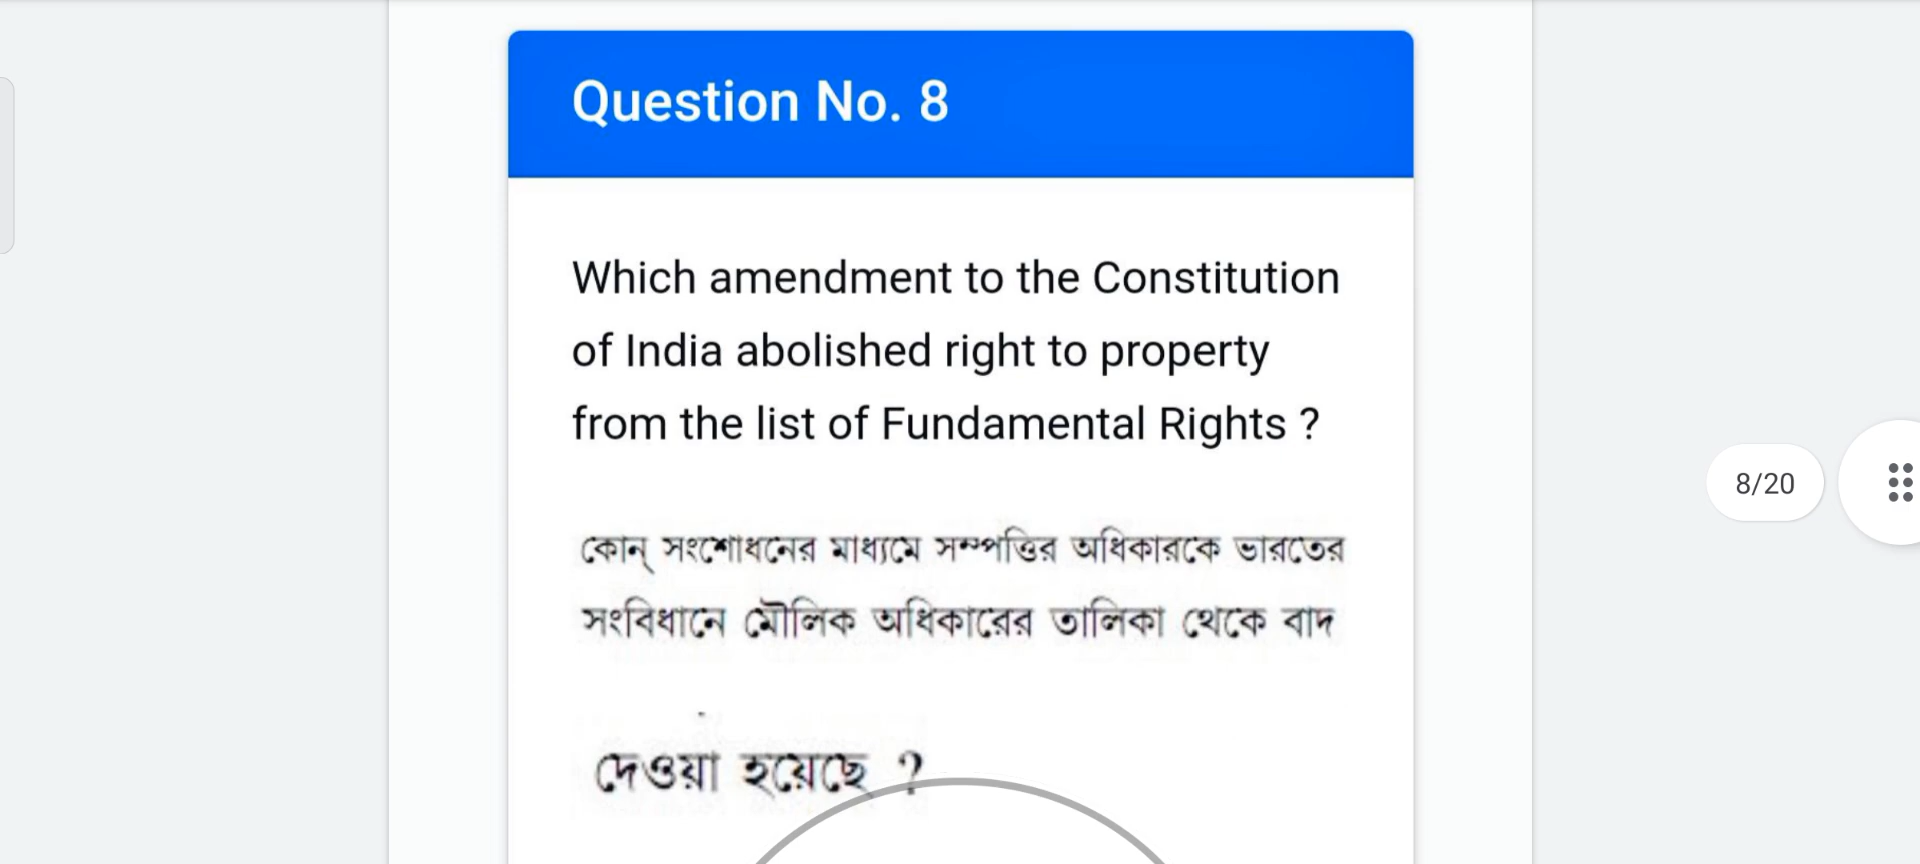 Question No. 8
Which amendment to the Constitution
of India abolished right to property
from the list of Fundamental Rights ?
কোন্ সংশোধনের মাধ্যমে সম্পত্তির অধিকারকে ভারতের
সংবিধানে মৌলিক অধিকারের তালিকা থেকে বাদ
দেওয়া হয়েছে ?
8/20